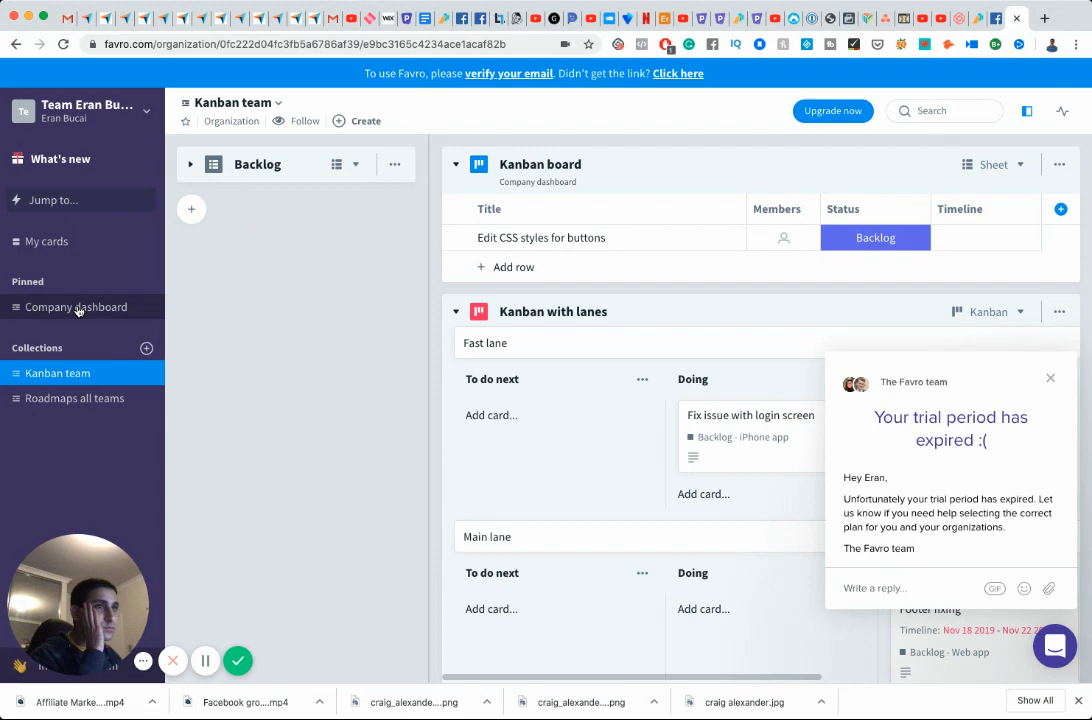 favro.com/organization/0fc222d04fc3fb5a6786af39/e9bc3165c4234ace1acaf82b
To use Favro, please verify your email. Didn't get the link? Click here
Te
Team Eran Bu...
Eran Bucai
What's new
Jump to...
My cards
Pinned
Company dashboard
Collections
Kanban team
Roadmaps all teams
Kanban team
Organization
Follow
Create
Upgrade now
Search
Backlog
Kanban board
Company dashboard
Sheet
Title
Members
Status
Timeline
Edit CSS styles for buttons
Backlog
+ Add row
Kanban with lanes
Kanban
Fast lane
To do next
Doing
Add card...
Fix issue with login screen
Backlog - iPhone app
Add card...
Main lane
To do next
Doing
Add card...
Add card...
The Favro team
Your trial period has
expired :(
Hey Eran,
Unfortunately your trial period has expired. Let
us know if you need help selecting the correct
plan for you and your organizations.
The Favro team
Write a reply...
GIF
Footer fixing
Timeline: Nov 18 2019 - Nov 22 20
Backlog - Web app
Affiliate Marke....mp4
Facebook gro....mp4
craig_alexande....png
craig_alexande....png
craig alexander.jpg
Show All